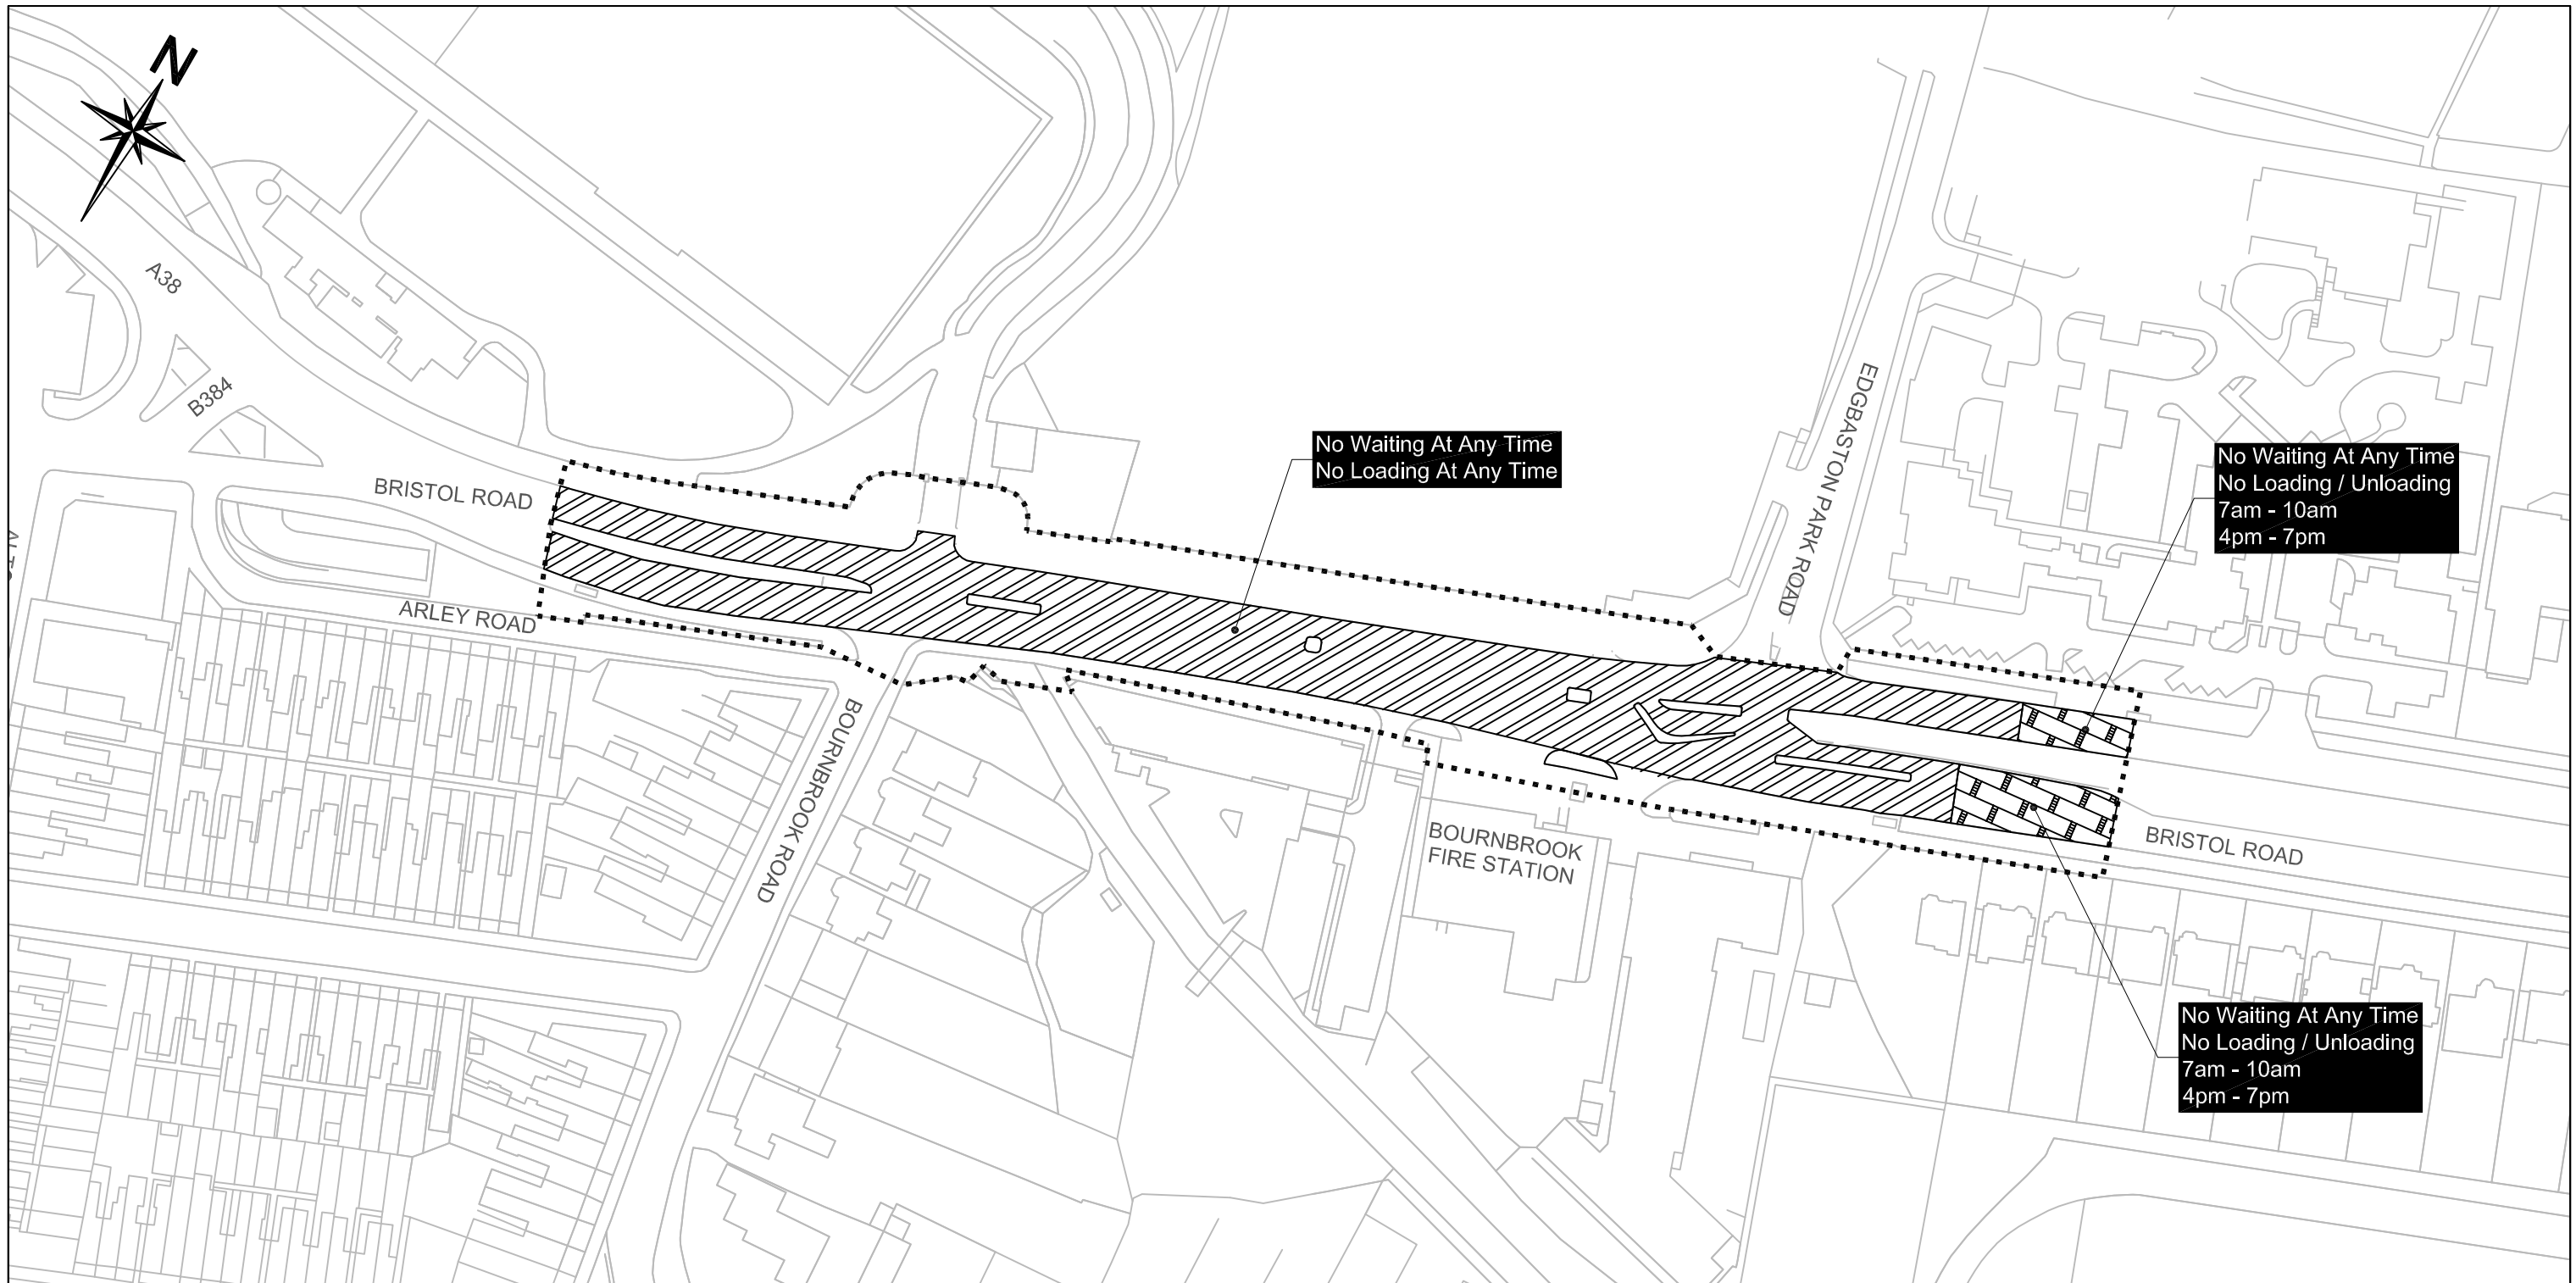 N
A38
B384
BRISTOL ROAD
ARLEY ROAD
No Waiting At Any Time
No Loading At Any Time
EDGBASTON PARK ROAD
No Waiting At Any Time
No Loading / Unloading
7am - 10am
4pm - 7pm
BOURNBROOK ROAD
BOURNBROOK
FIRE STATION
BRISTOL ROAD
No Waiting At Any Time
No Loading / Unloading
7am - 10am
4pm - 7pm